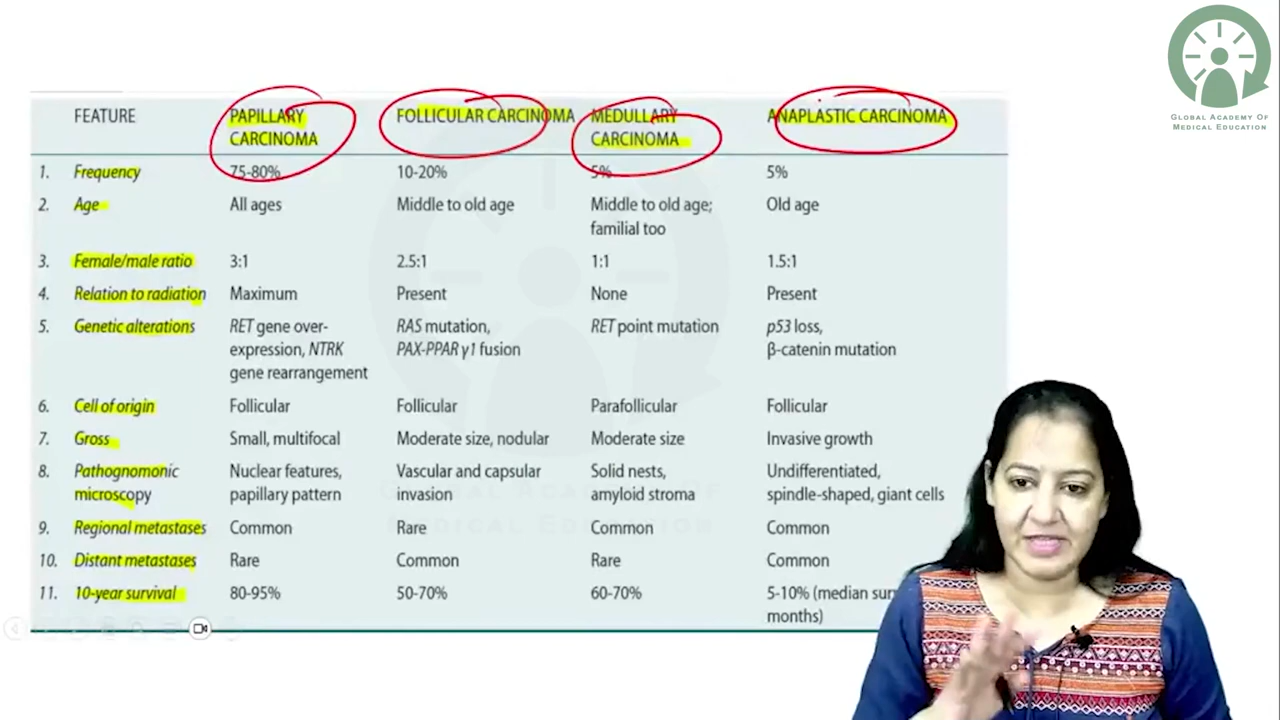 GLOBAL ACADEMY OF
MEDICAL EDUCATION
FEATURE PAPILLARY CARCINOMA FOLLICULAR CARCINOMA MEDULLARY CARCINOMA ANAPLASTIC CARCINOMA
1. Frequency 75-80% 10-20% 5% 5%
2. Age All ages Middle to old age Middle to old age; familial too Old age
3. Female/male ratio 3:1 2.5:1 1:1 1.5:1
4. Relation to radiation Maximum Present None Present
5. Genetic alterations RET gene over-expression, NTRK gene rearrangement RAS mutation, PAX-PPAR γ1 fusion RET point mutation p53 loss, β-catenin mutation
6. Cell of origin Follicular Follicular Parafollicular Follicular
7. Gross Small, multifocal Moderate size, nodular Moderate size Invasive growth
8. Pathognomonic microscopy Nuclear features, papillary pattern Vascular and capsular invasion Solid nests, amyloid stroma Undifferentiated, spindle-shaped, giant cells
9. Regional metastases Common Rare Common Common
10. Distant metastases Rare Common Rare Common
11. 10-year survival 80-95% 50-70% 60-70% 5-10% (median months)
GLOBAL ACADEMY OF
MEDICAL EDUCATION